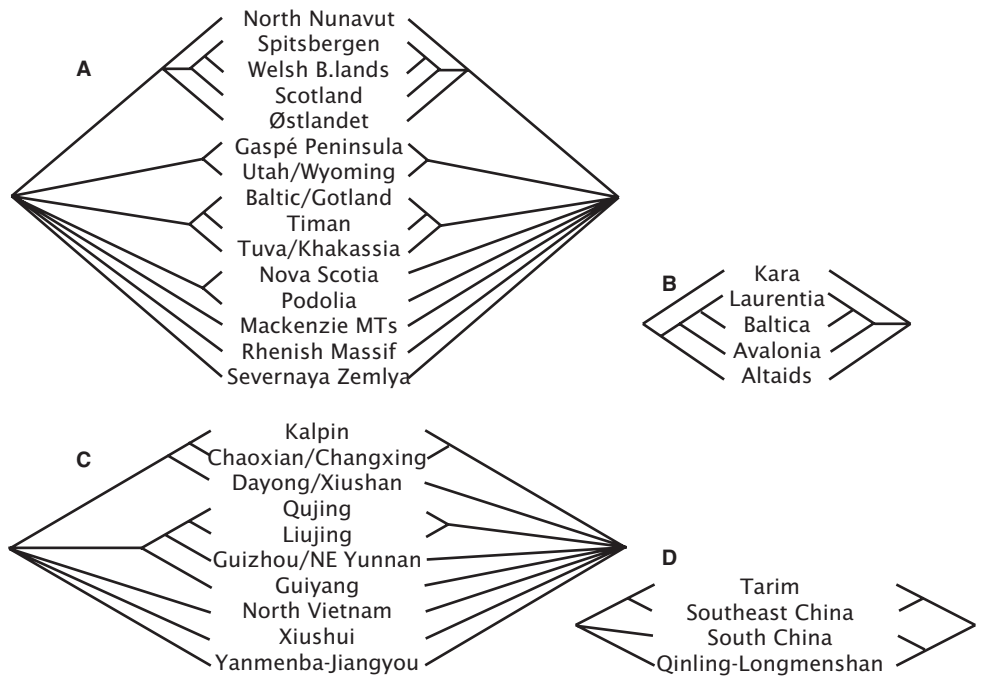 A
North Nunavut
Spitsbergen
Welsh B.lands
Scotland
Østlandet
Gaspé Peninsula
Utah/Wyoming
Baltic/Gotland
Timan
Tuva/Khakassia
Nova Scotia
Podolia
Mackenzie MTs
Rhenish Massif
Severnaya Zemlya
B
Kara
Laurentia
Baltica
Avalonia
Altaids
C
Kalpin
Chaoxian/Changxing
Dayong/Xiushan
Qujing
Liujing
Guizhou/NE Yunnan
Guiyang
North Vietnam
Xiushui
Yanmenba-Jiangyou
D
Tarim
Southeast China
South China
Qinling-Longmenshan